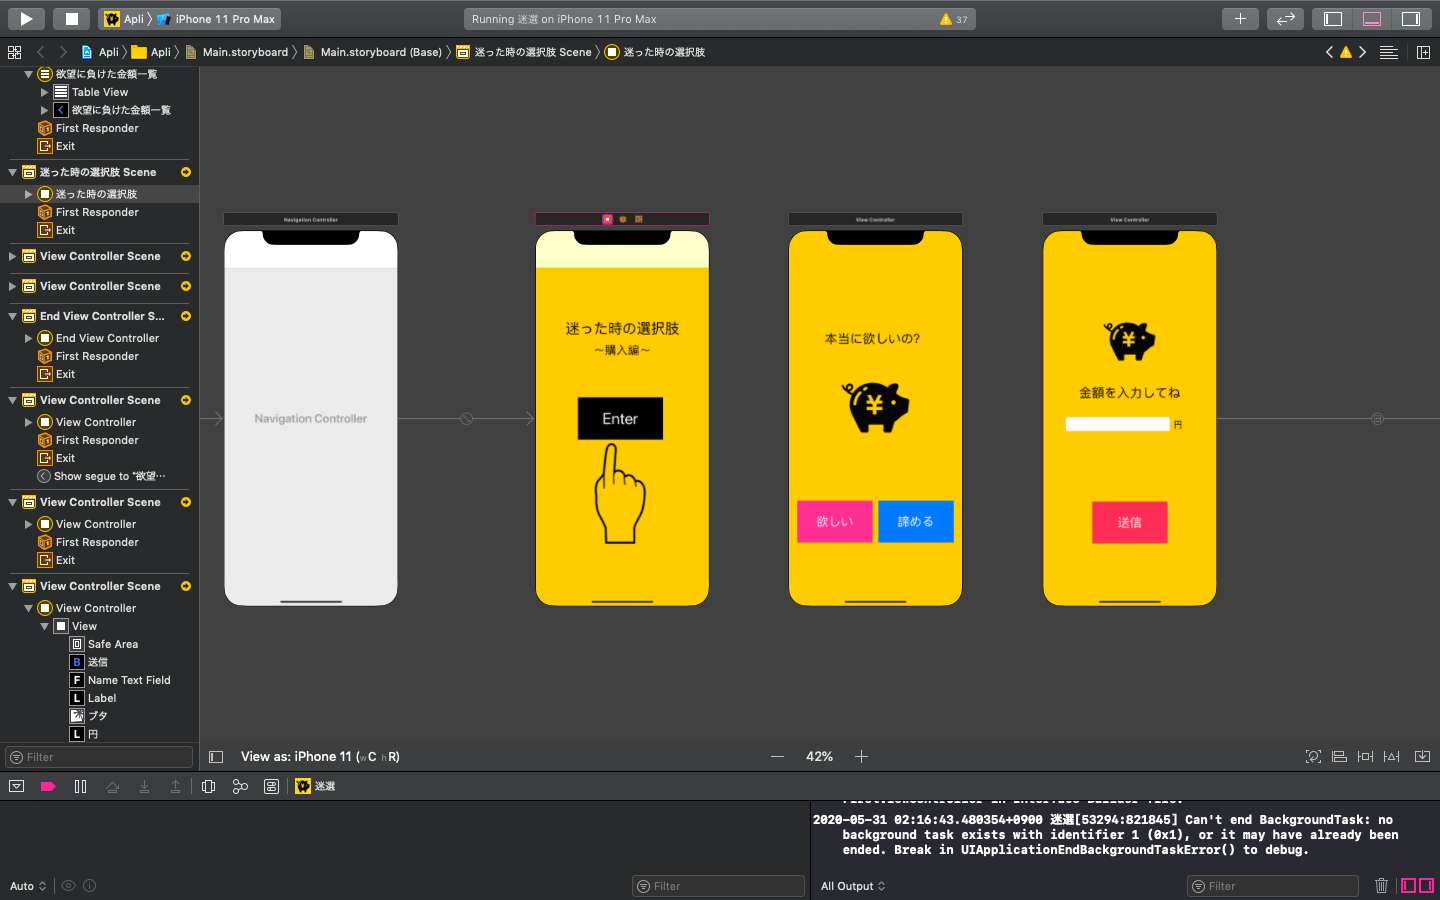 Apli
iPhone 11 Pro Max
Running 迷選 on iPhone 11 Pro Max
37
Apli
Apli
Main.storyboard
Main.storyboard (Base)
迷った時の選択肢 Scene
迷った時の選択肢
欲望に負けた金額一覧
Table View
欲望に負けた金額一覧
First Responder
Exit
迷った時の選択肢 Scene
迷った時の選択肢
First Responder
Exit
View Controller Scene
View Controller Scene
End View Controller S...
End View Controller
First Responder
Exit
View Controller Scene
View Controller
First Responder
Exit
Show segue to "欲望…
View Controller Scene
View Controller
First Responder
Exit
View Controller Scene
View Controller
View
Safe Area
B 送信
F Name Text Field
L Label
ブタ
L 円
Filter
Navigation Controller
Navigation Controller
迷った時の選択肢
〜購入編〜
Enter
View Controller
本当に欲しいの?
¥
欲しい
諦める
View Controller
¥
金額を入力してね
円
送信
View as: iPhone 11 (wC hR)
42%
迷選
FirstViewController in Interface Builder file.
2020-05-31 02:16:43.480354+0900 迷選[53294:821845] Can't end BackgroundTask: no
background task exists with identifier 1 (0x1), or it may have already been
ended. Break in UIApplicationEndBackgroundTaskError() to debug.
Auto
Filter
All Output
Filter